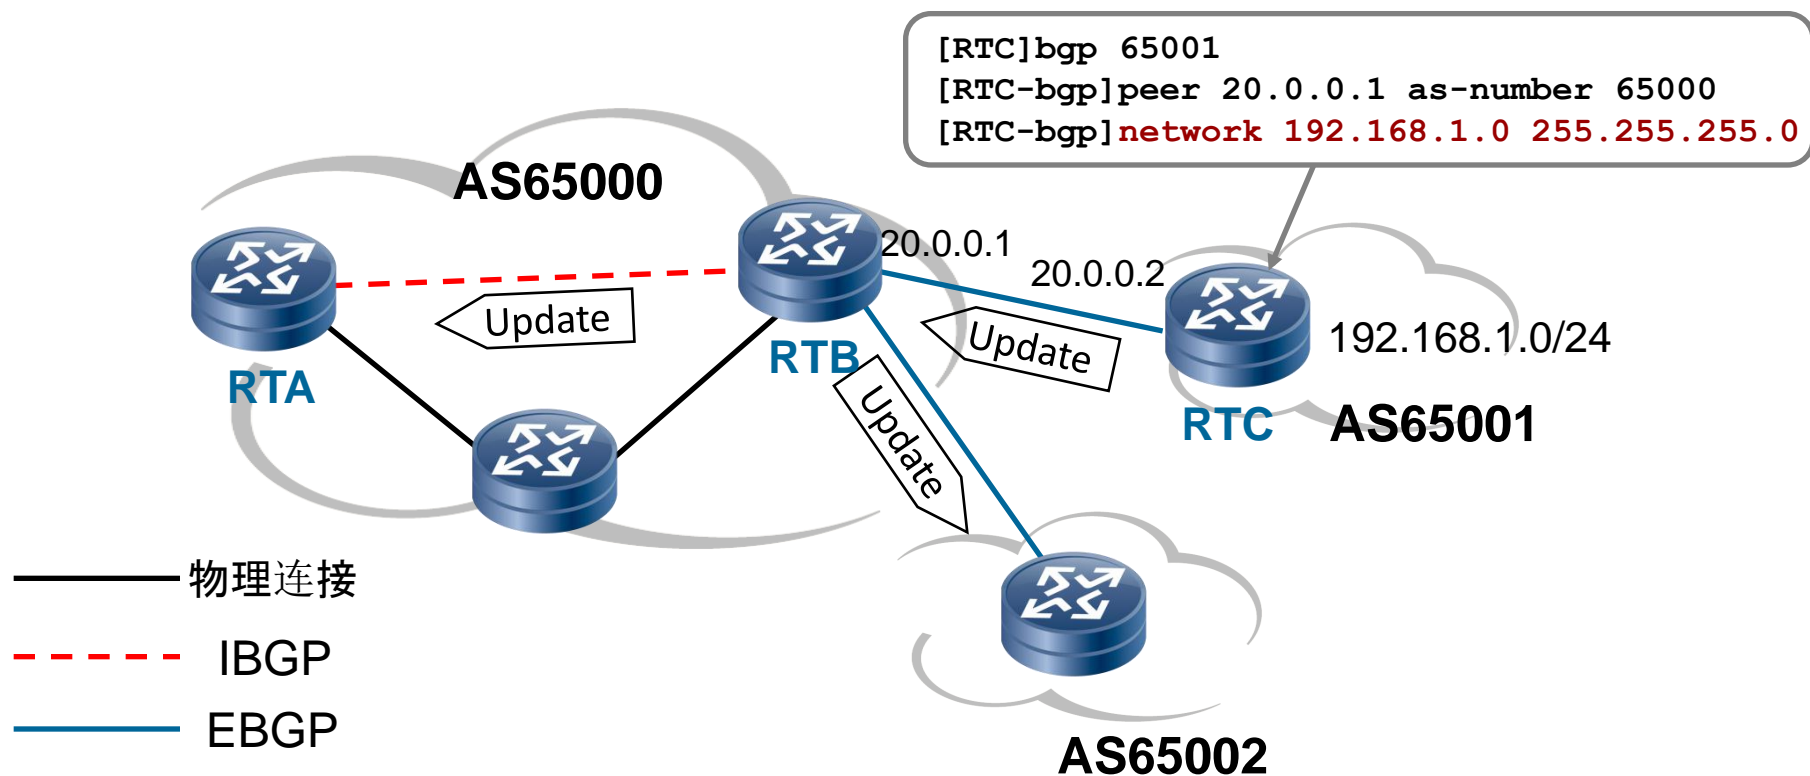 [RTC]bgp 65001
[RTC-bgp]peer 20.0.0.1 as-number 65000
[RTC-bgp]network 192.168.1.0 255.255.255.0
AS65000
20.0.0.1
20.0.0.2
Update
Update
192.168.1.0/24
RTB
RTA
Update
RTC
AS65001
物理连接
IBGP
EBGP
AS65002